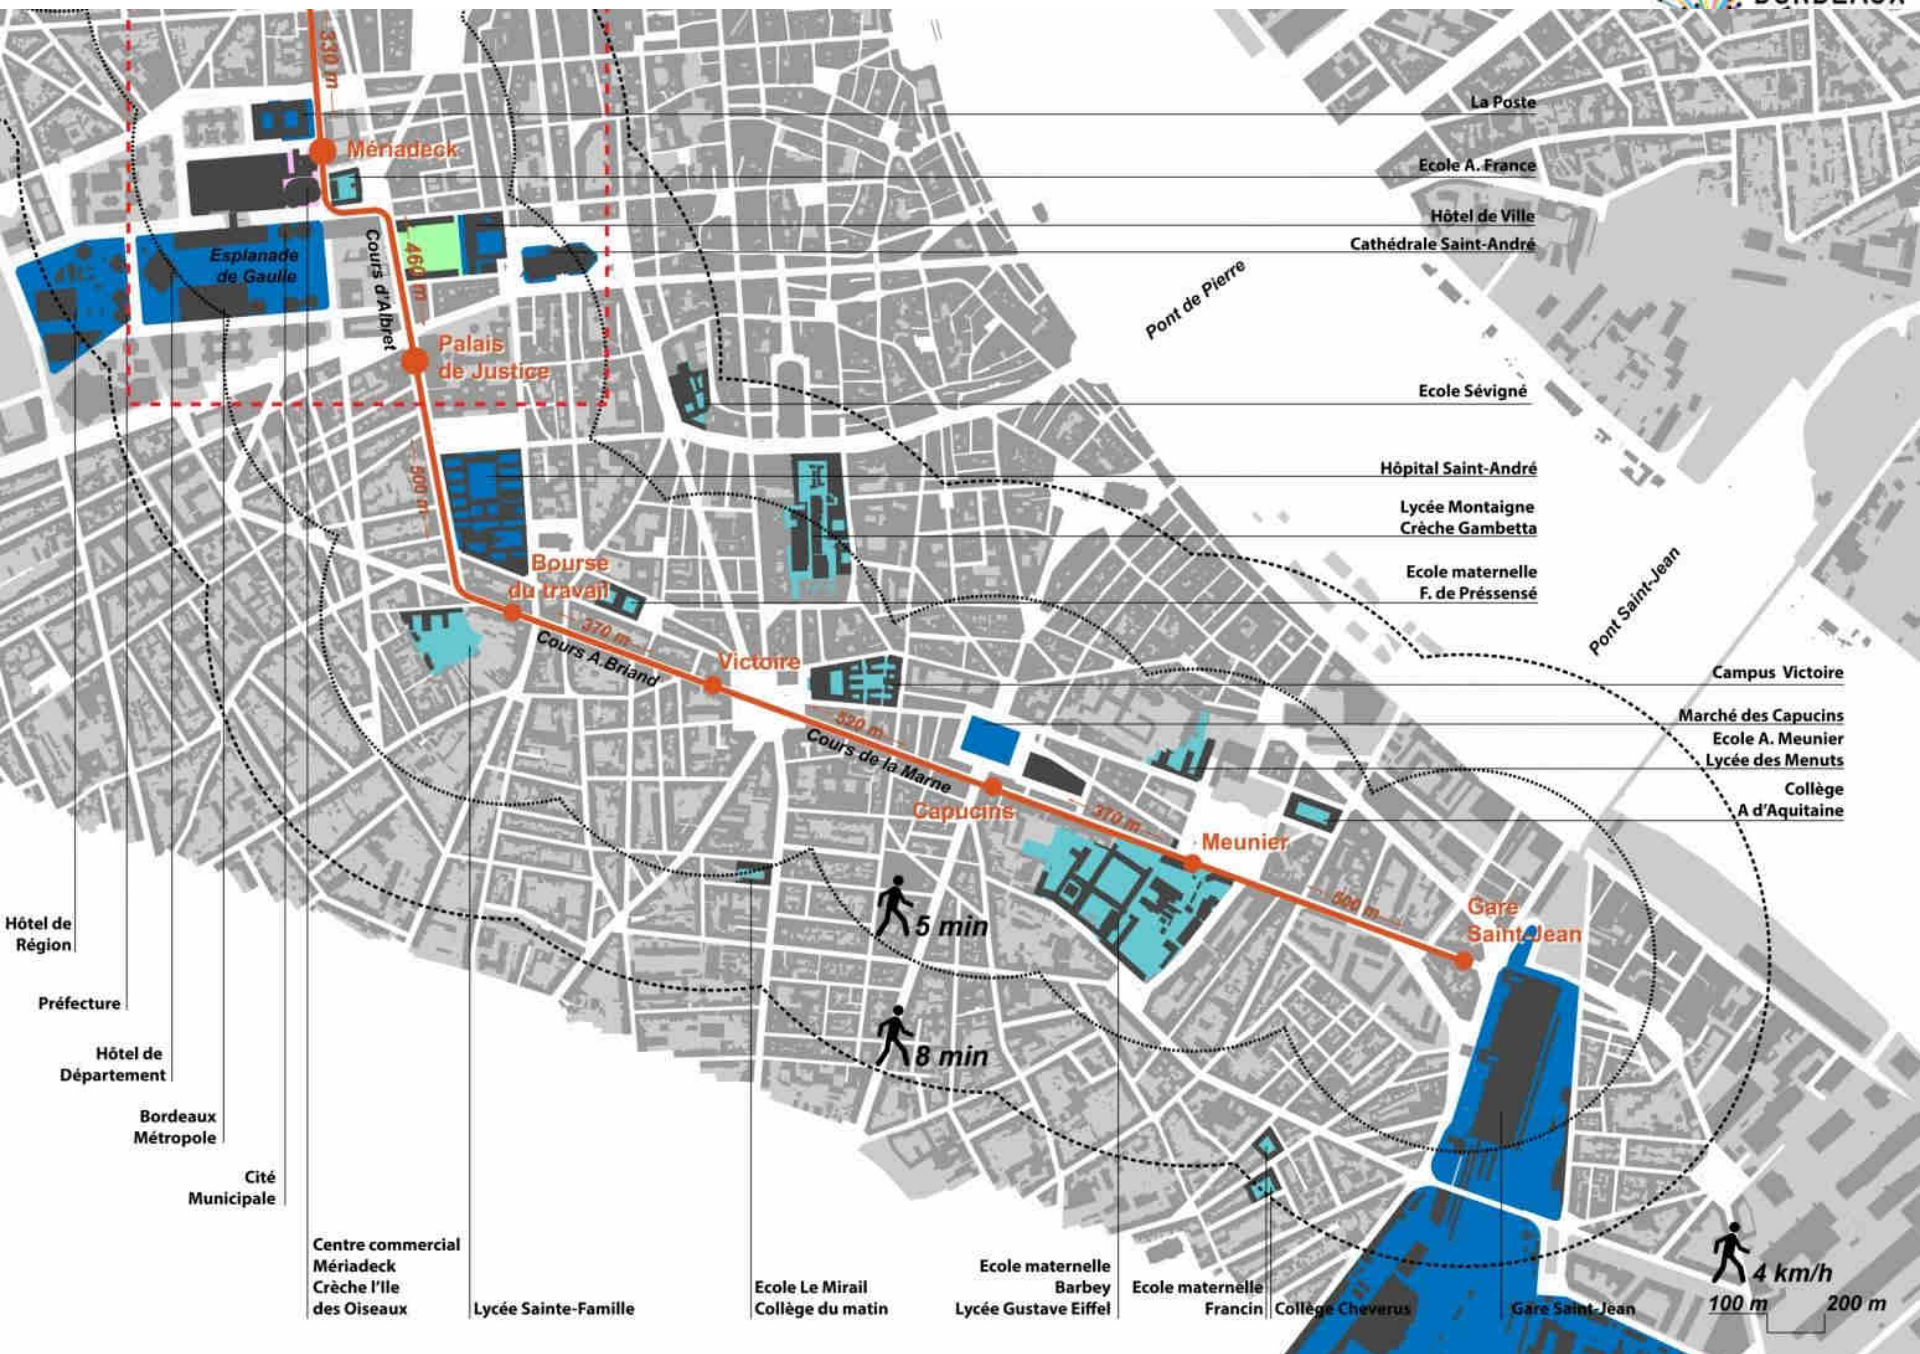 BORDEAUX
330 m
La Poste
Mériadeck
Ecole A. France
Hôtel de Ville
Cathédrale Saint-André
Esplanade
de Gaulle
Cours d'Albret
460 m
Pont de Pierre
Palais
de Justice
Ecole Sévigné
500 m
Hôpital Saint-André
Lycée Montaigne
Crèche Gambetta
Bourse
du travail
Ecole maternelle
F. de Préssensé
Pont Saint-Jean
370 m
Cours A.Briand
Victoire
Campus Victoire
520 m
Cours de la Marne
Marché des Capucins
Ecole A. Meunier
Lycée des Menuts
Collège
A d'Aquitaine
Capucins
370 m
Meunier
500 m
Gare
Saint-Jean
5 min
8 min
Hôtel de
Région
Préfecture
Hôtel de
Département
Bordeaux
Métropole
Cité
Municipale
Centre commercial
Mériadeck
Crèche l'Ile
des Oiseaux
Lycée Sainte-Famille
Ecole Le Mirail
Collège du matin
Ecole maternelle
Barbey
Lycée Gustave Eiffel
Ecole maternelle
Francin
Collège Cheverus
Gare Saint-Jean
4 km/h
100 m
200 m